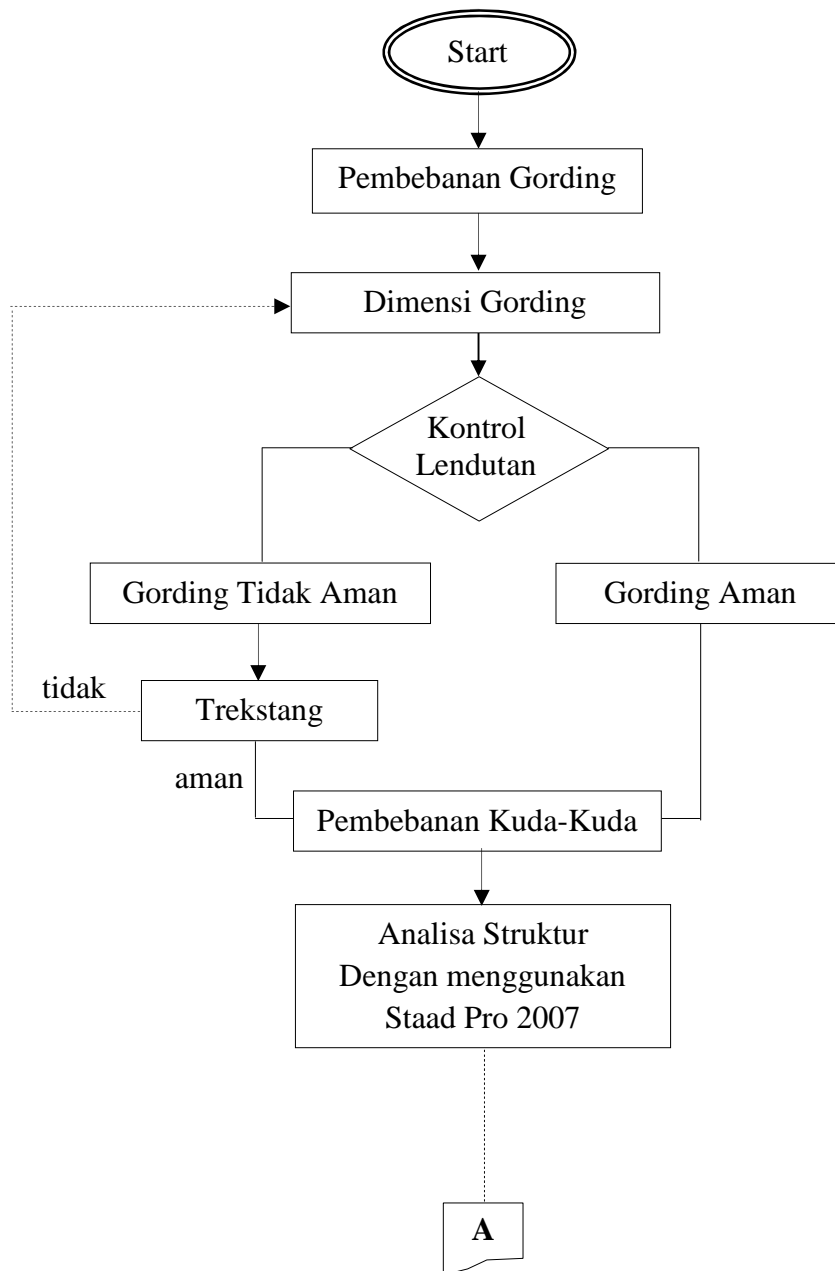 Start
Pembebanan Gording
Dimensi Gording
Kontrol
Lendutan
Gording Tidak Aman
Gording Aman
tidak
Trekstang
aman
Pembebanan Kuda-Kuda
Analisa Struktur
Dengan menggunakan
Staad Pro 2007
A